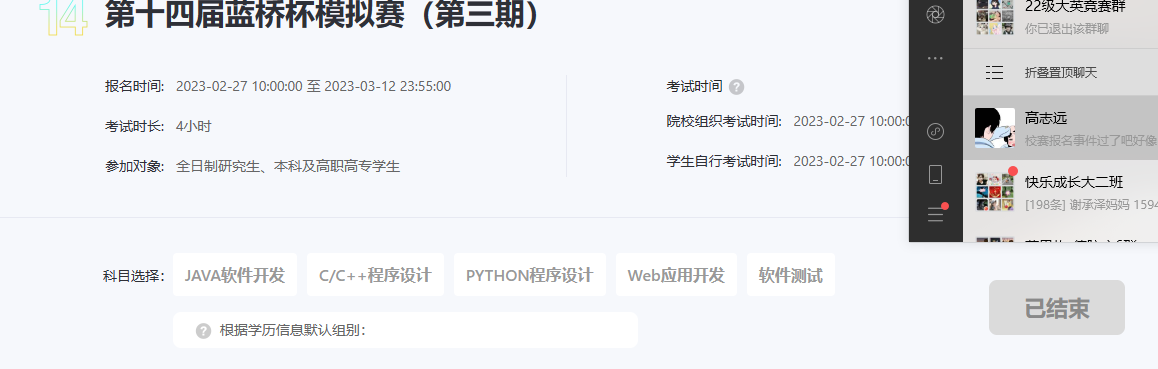 14 第十四届蓝桥杯模拟赛（第三期）
报名时间: 2023-02-27 10:00:00 至 2023-03-12 23:55:00
考试时长: 4小时
参加对象: 全日制研究生、本科及高职高专学生
考试时间 ?
院校组织考试时间: 2023-02-27 10:00:0
学生自行考试时间: 2023-02-27 10:00:0
科目选择: JAVA软件开发 C/C++程序设计 PYTHON程序设计 Web应用开发 软件测试
? 根据学历信息默认组别:
已结束
22级大英竞赛群
你已退出该群聊
折叠置顶聊天
高志远
校赛报名事件过了吧好像
快乐成长大二班
[198条] 谢承泽妈妈 1594